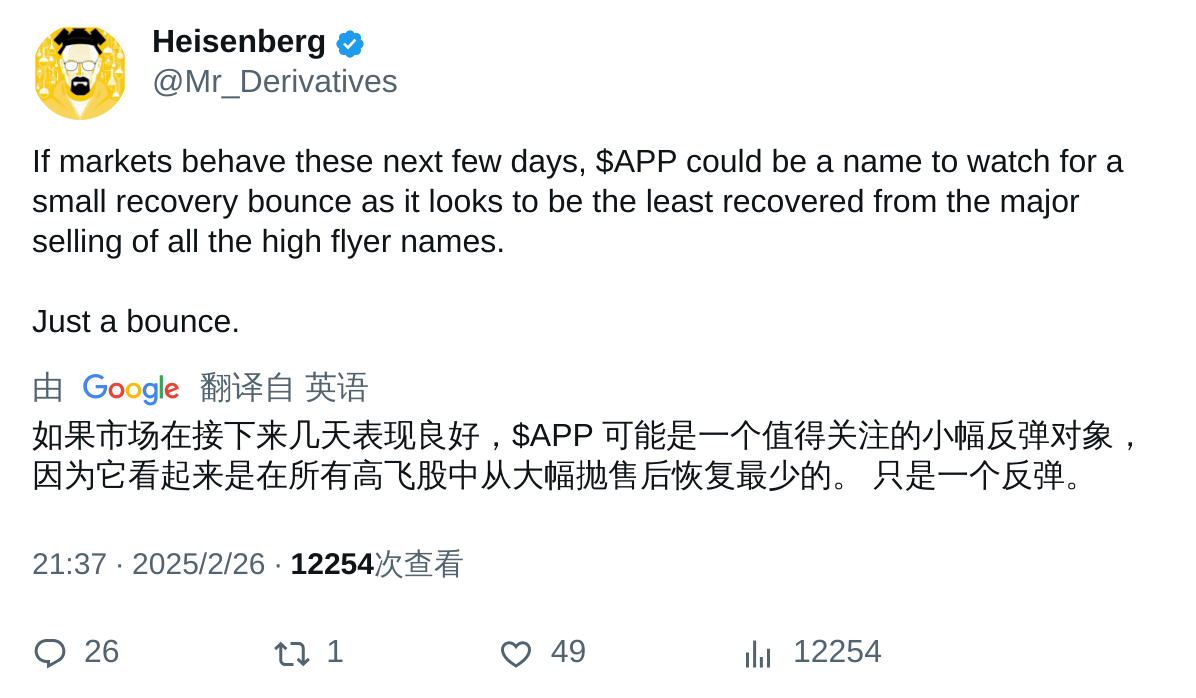 Heisenberg
@Mr_Derivatives
If markets behave these next few days, $APP could be a name to watch for a
small recovery bounce as it looks to be the least recovered from the major
selling of all the high flyer names.
Just a bounce.
由 Google 翻译自 英语
如果市场在接下来几天表现良好，$APP 可能是一个值得关注的小幅反弹对象，
因为它看起来是在所有高飞股中从大幅抛售后恢复最少的。 只是一个反弹。
21:37 · 2025/2/26 · 12254次查看
26 1 49 12254